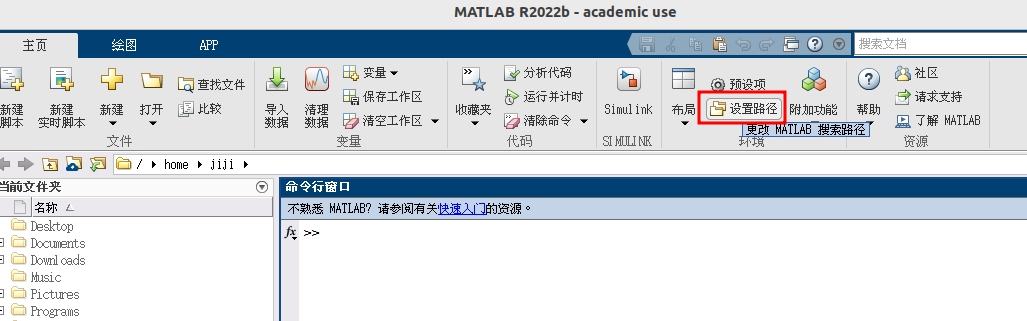 MATLAB R2022b - academic use
主页 绘图 APP
搜索文档
新建脚本 新建实时脚本 新建 打开 查找文件 比较
导入数据 清理数据 变量 保存工作区 清空工作区
收藏夹 分析代码 运行并计时 清除命令
Simulink
布局 预设项 设置路径 附加功能
帮助 社区 请求支持 了解 MATLAB
更改 MATLAB 搜索路径
文件 变量 代码 SIMULINK 环境 资源
/ home jiji
当前文件夹
名称
Desktop
Documents
Downloads
Music
Pictures
Programs
命令行窗口
不熟悉 MATLAB? 请参阅有关快速入门的资源。
fx >>